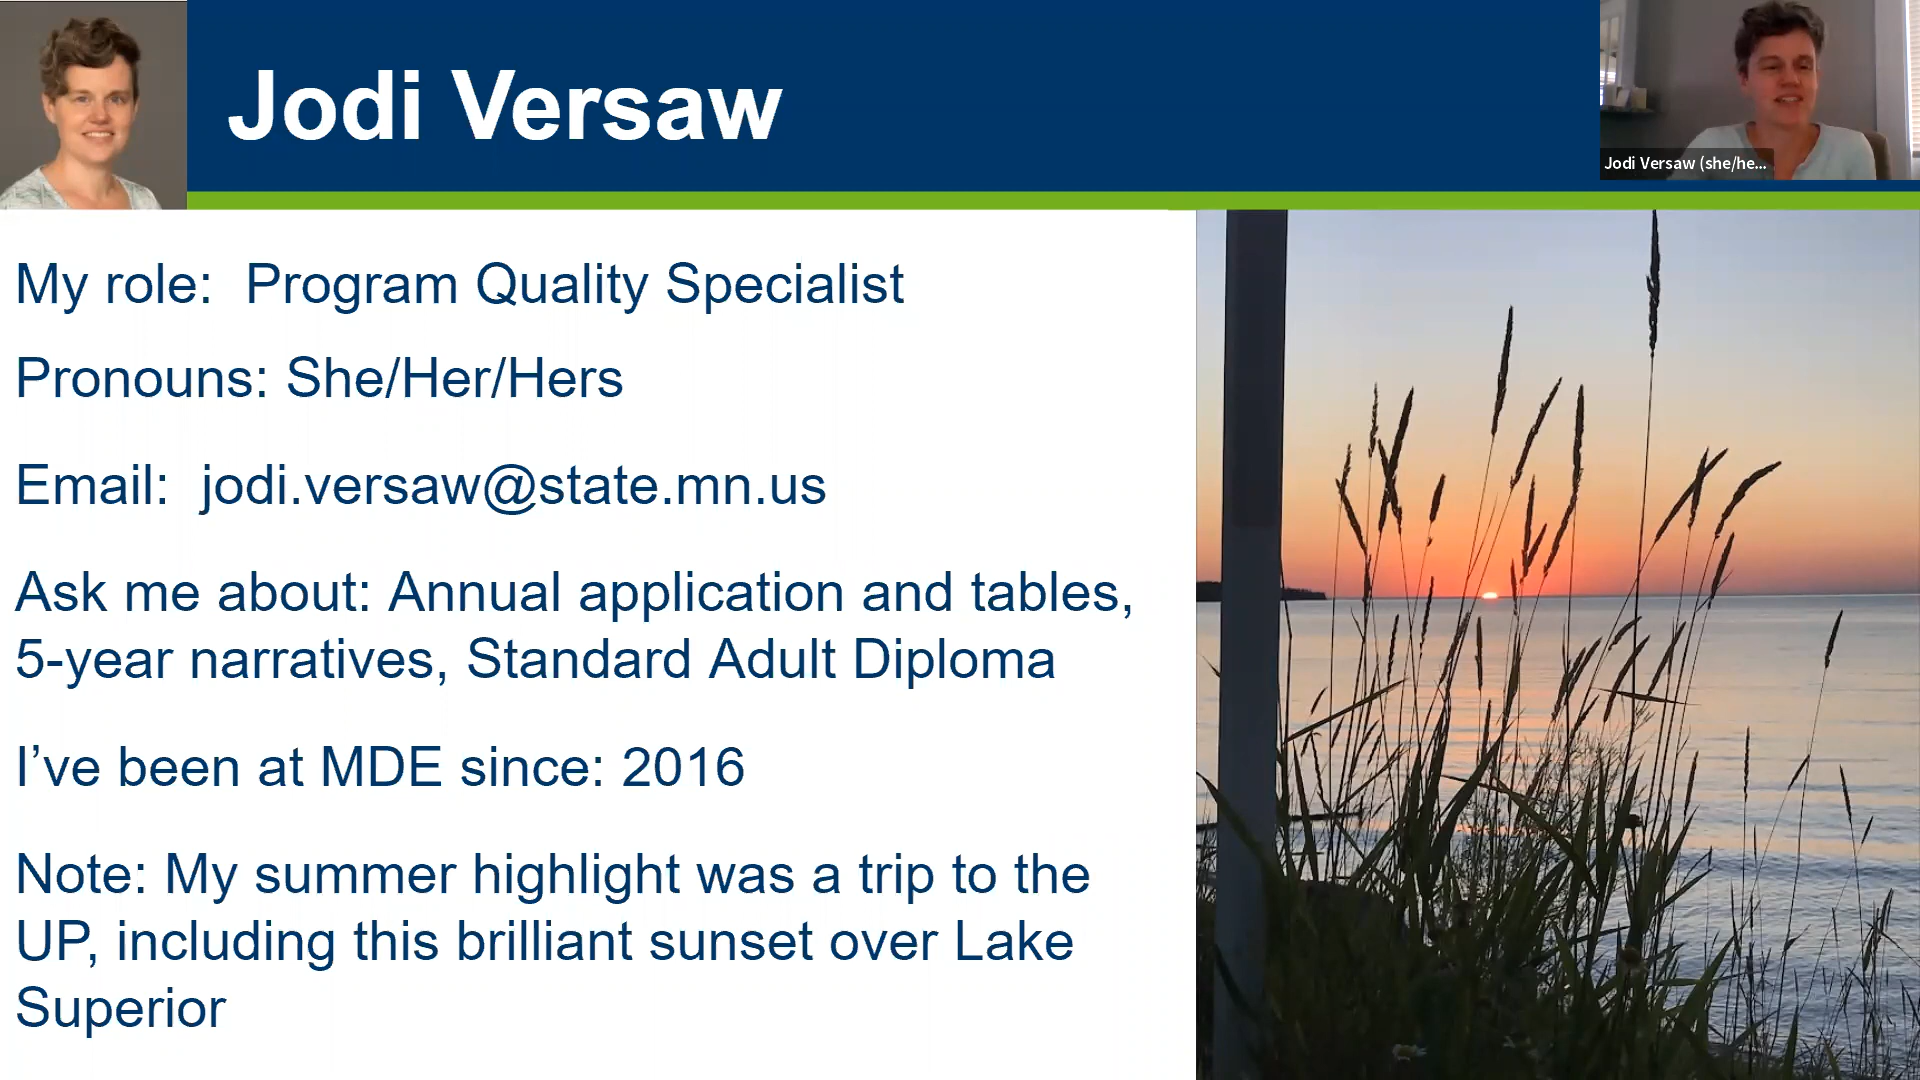 Jodi Versaw
Jodi Versaw (she/he...
My role:  Program Quality Specialist
Pronouns: She/Her/Hers
Email:  jodi.versaw@state.mn.us
Ask me about: Annual application and tables,
5-year narratives, Standard Adult Diploma
I’ve been at MDE since: 2016
Note: My summer highlight was a trip to the
UP, including this brilliant sunset over Lake
Superior